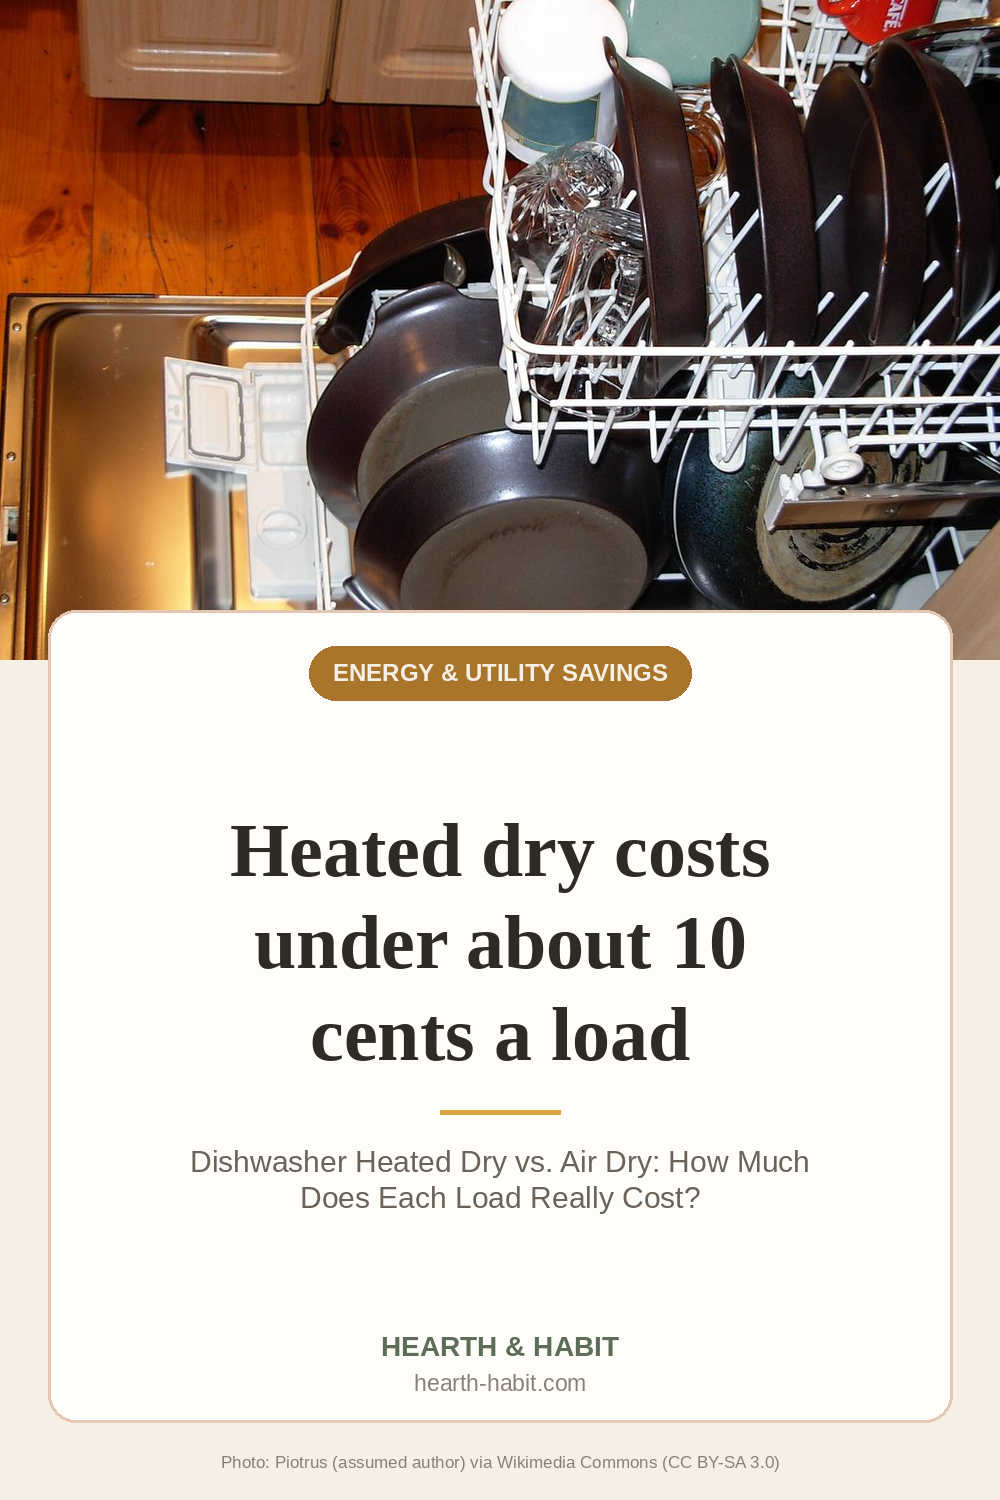 CAFÉ
ENERGY & UTILITY SAVINGS
Heated dry costs
under about 10
cents a load
Dishwasher Heated Dry vs. Air Dry: How Much
Does Each Load Really Cost?
HEARTH & HABIT
hearth-habit.com
Photo: Piotrus (assumed author) via Wikimedia Commons (CC BY-SA 3.0)